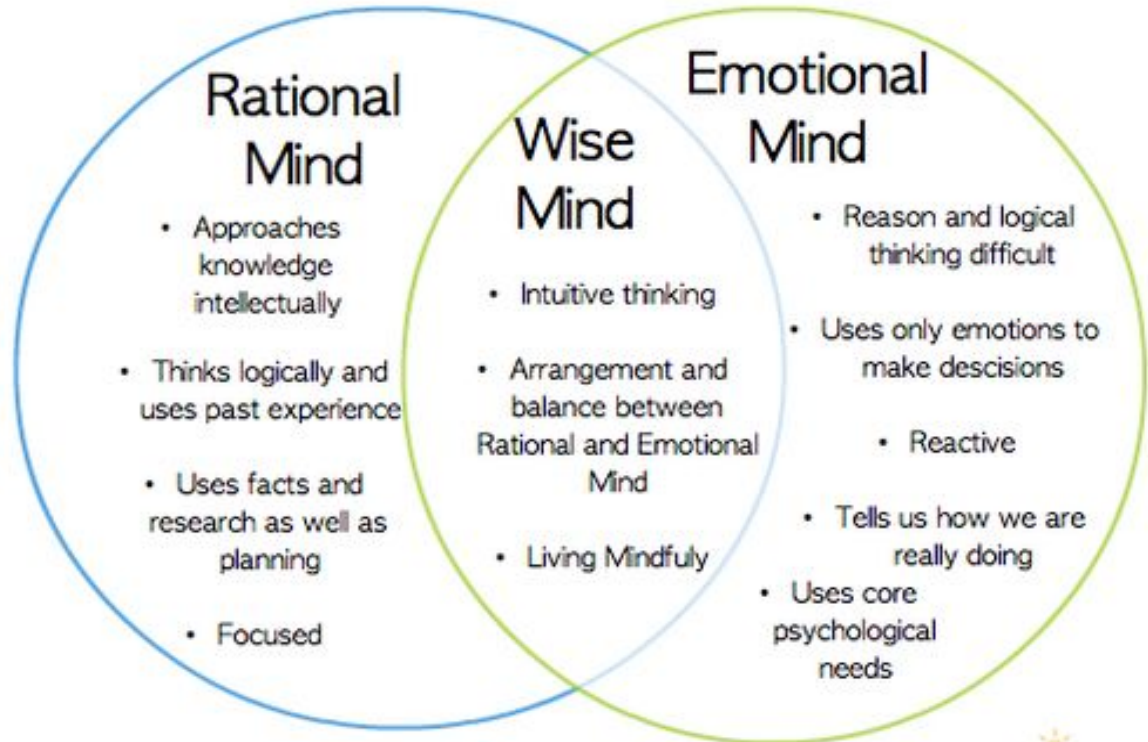 Rational
Mind
• Approaches
knowledge
intellectually
• Thinks logically and
uses past experience
• Uses facts and
research as well as
planning
• Focused
Wise
Mind
• Intuitive thinking
• Arrangement and
balance between
Rational and Emotional
Mind
• Living Mindfuly
Emotional
Mind
• Reason and logical
thinking difficult
• Uses only emotions to
make descisions
• Reactive
• Tells us how we are
really doing
• Uses core
psychological
needs